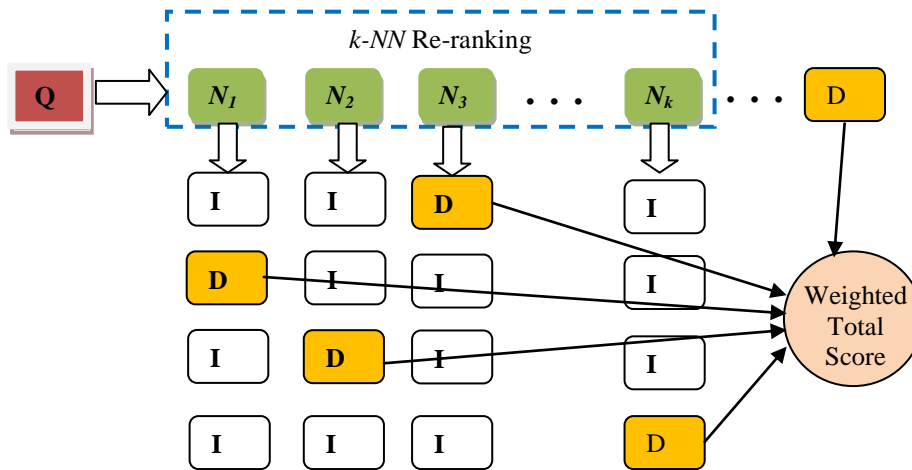 k-NN Re-ranking
Q N1 N2 N3 . . . Nk . . . D
I I D I
D I I I
I D I I
I I I D
Weighted
Total
Score